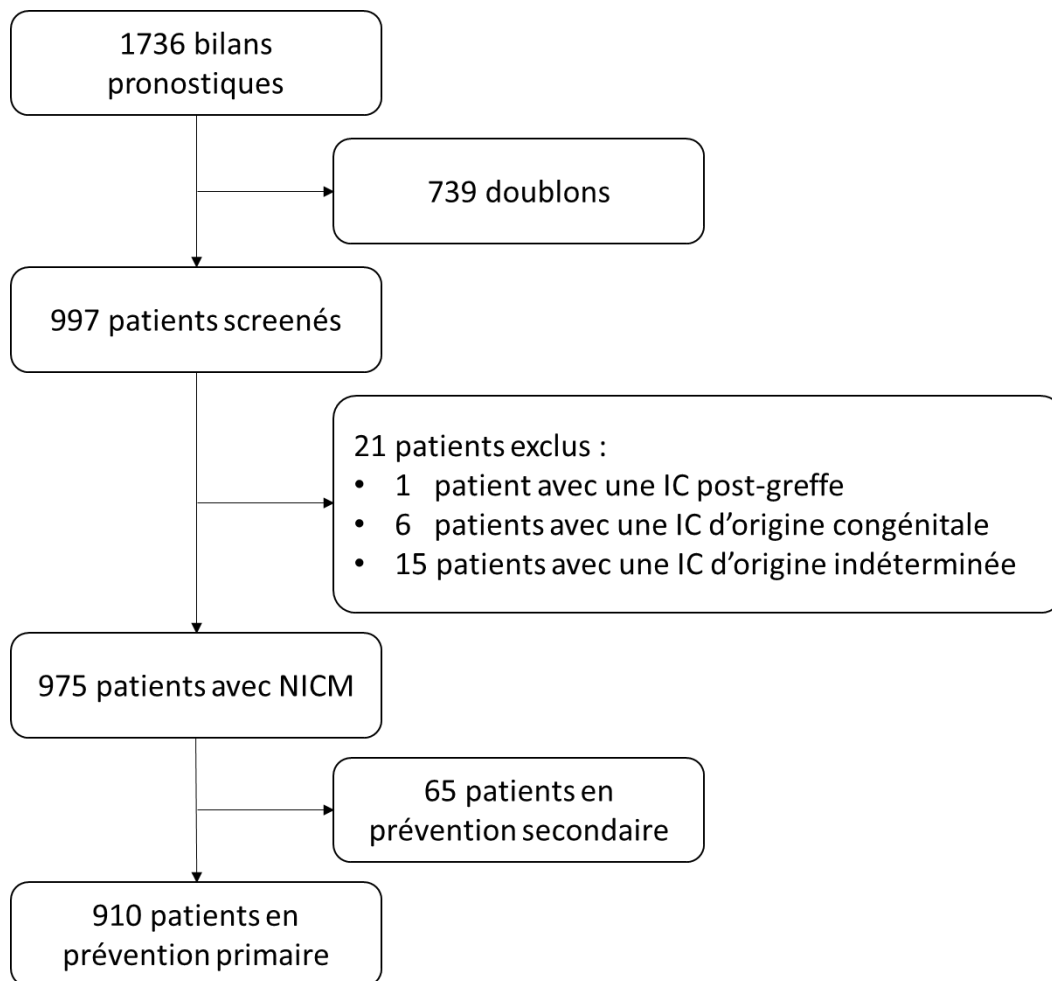 1736 bilans
pronostiques
739 doublons
997 patients screenés
21 patients exclus :
• 1 patient avec une IC post-greffe
• 6 patients avec une IC d'origine congénitale
• 15 patients avec une IC d'origine indéterminée
975 patients avec NICM
65 patients en
prévention secondaire
910 patients en
prévention primaire